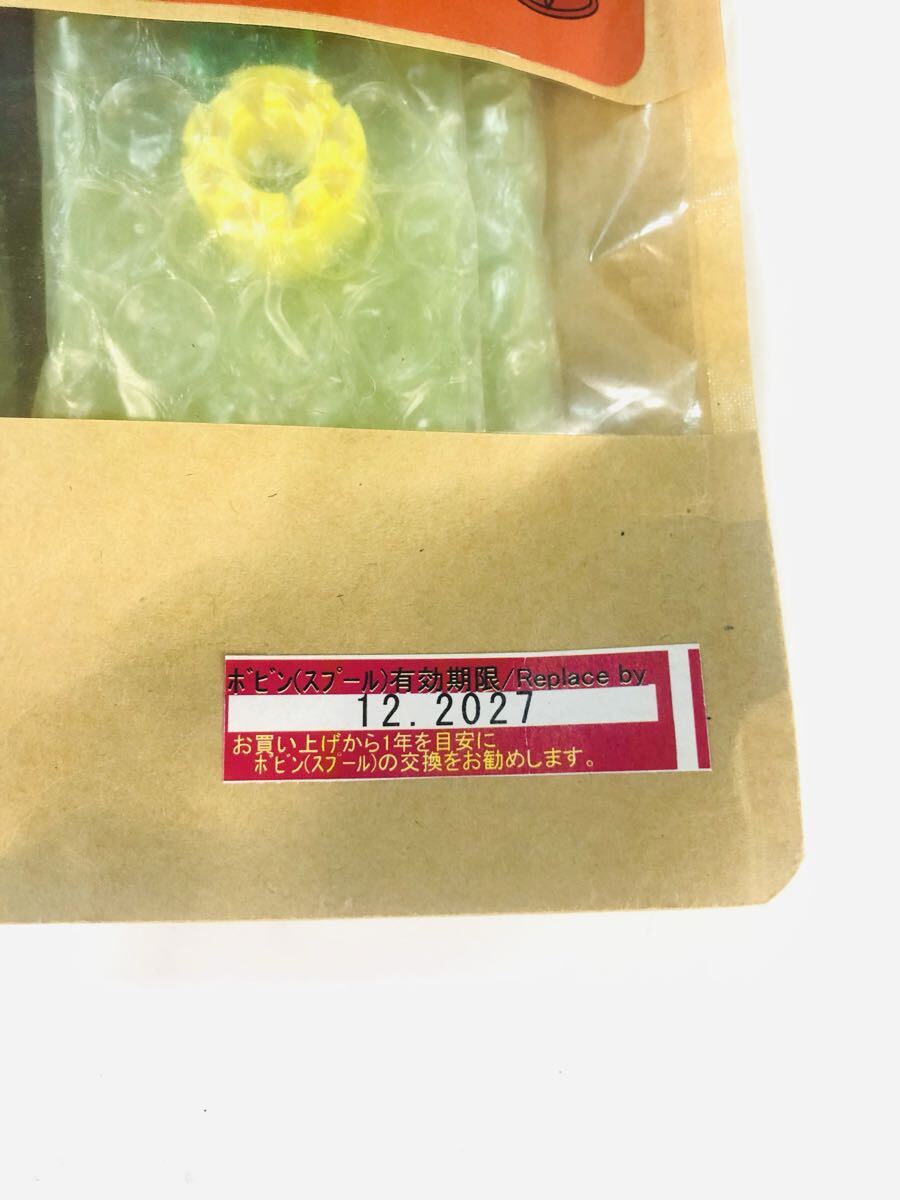 ﾎﾞﾋﾞﾝ(ｽﾌﾟｰﾙ)有効期限/Replace by
12.2027
お買い上げから1年を目安に
ﾎﾞﾋﾞﾝ(ｽﾌﾟｰﾙ)の交換をお勧めします。